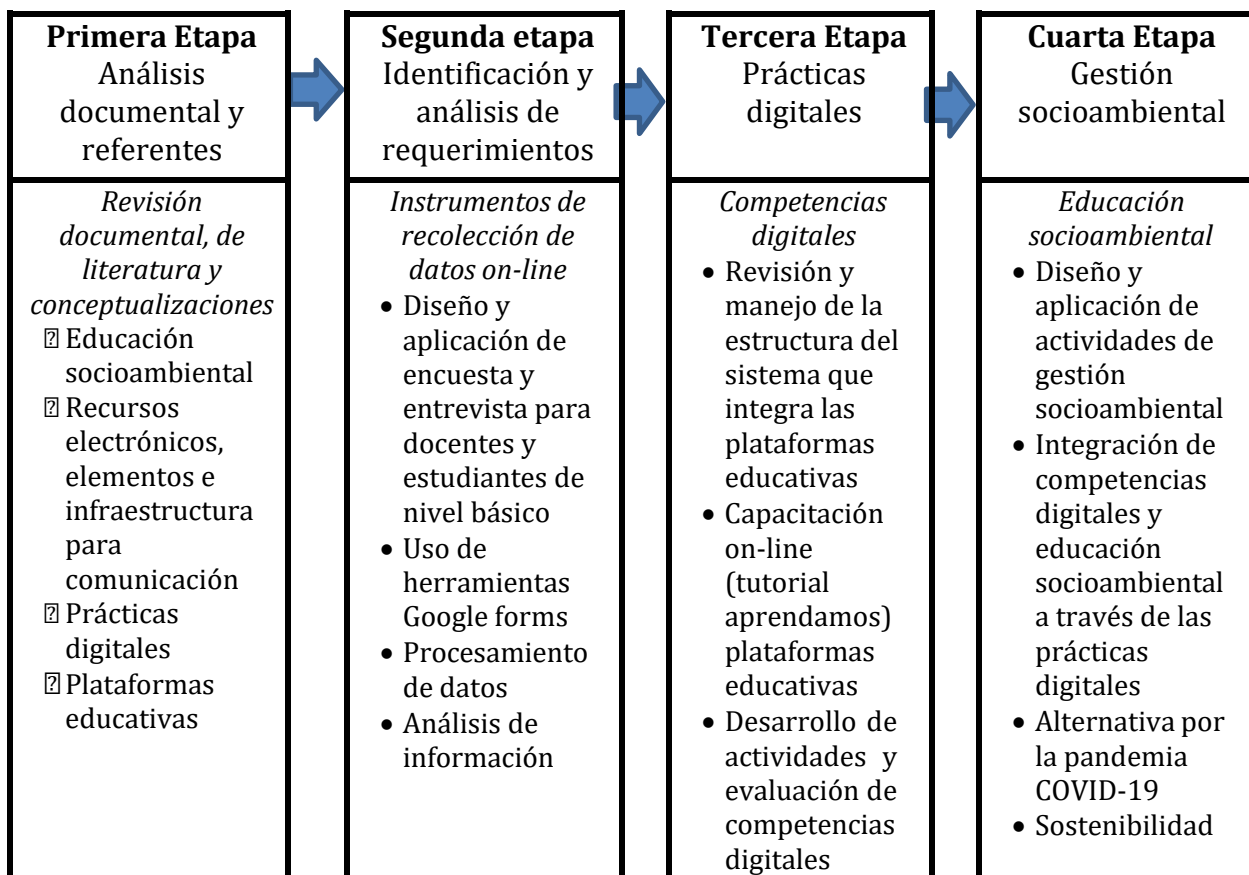 Primera Etapa
Análisis
documental y
referentes
Revisión
documental, de
literatura y
conceptualizaciones
⍰ Educación
socioambiental
⍰ Recursos
electrónicos,
elementos e
infraestructura
para
comunicación
⍰ Prácticas
digitales
⍰ Plataformas
educativas
Segunda etapa
Identificación y
análisis de
requerimientos
Instrumentos de
recolección de
datos on-line
• Diseño y
aplicación de
encuesta y
entrevista para
docentes y
estudiantes de
nivel básico
• Uso de
herramientas
Google forms
• Procesamiento
de datos
• Análisis de
información
Tercera Etapa
Prácticas
digitales
Competencias
digitales
• Revisión y
manejo de la
estructura del
sistema que
integra las
plataformas
educativas
• Capacitación
on-line
(tutorial
aprendamos)
plataformas
educativas
• Desarrollo de
actividades y
evaluación de
competencias
digitales
Cuarta Etapa
Gestión
socioambiental
Educación
socioambiental
• Diseño y
aplicación de
actividades de
gestión
socioambiental
• Integración de
competencias
digitales y
educación
socioambiental
a través de las
prácticas
digitales
• Alternativa por
la pandemia
COVID-19
• Sostenibilidad